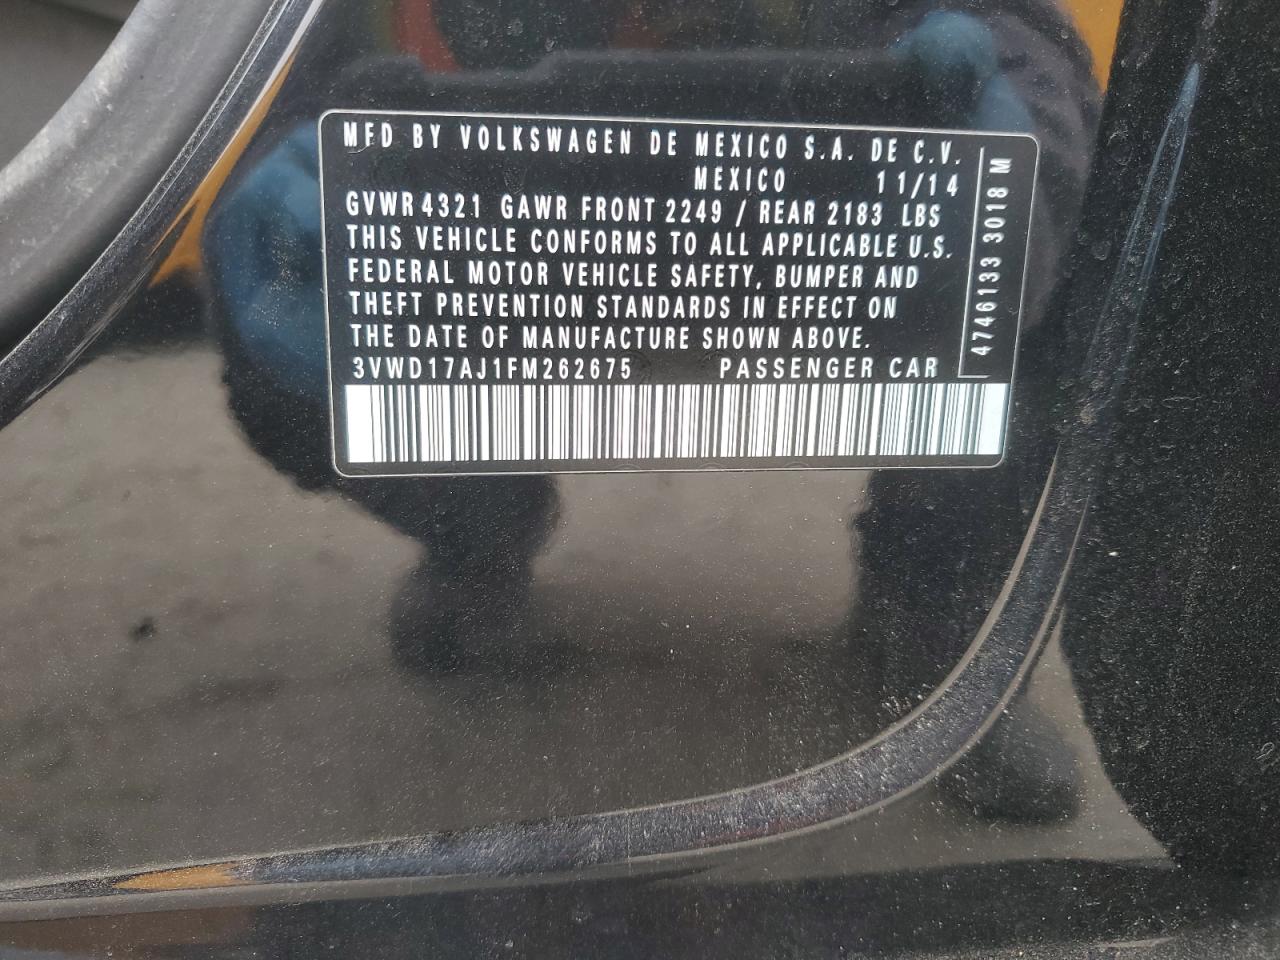 MFD BY VOLKSWAGEN DE MEXICO S.A. DE C.V.
MEXICO 11/14
GVWR 4321 GAWR FRONT 2249 / REAR 2183 LBS
THIS VEHICLE CONFORMS TO ALL APPLICABLE U.S.
FEDERAL MOTOR VEHICLE SAFETY, BUMPER AND
THEFT PREVENTION STANDARDS IN EFFECT ON
THE DATE OF MANUFACTURE SHOWN ABOVE.
3VWD17AJ1FM262675 PASSENGER CAR
4746133 3018 M